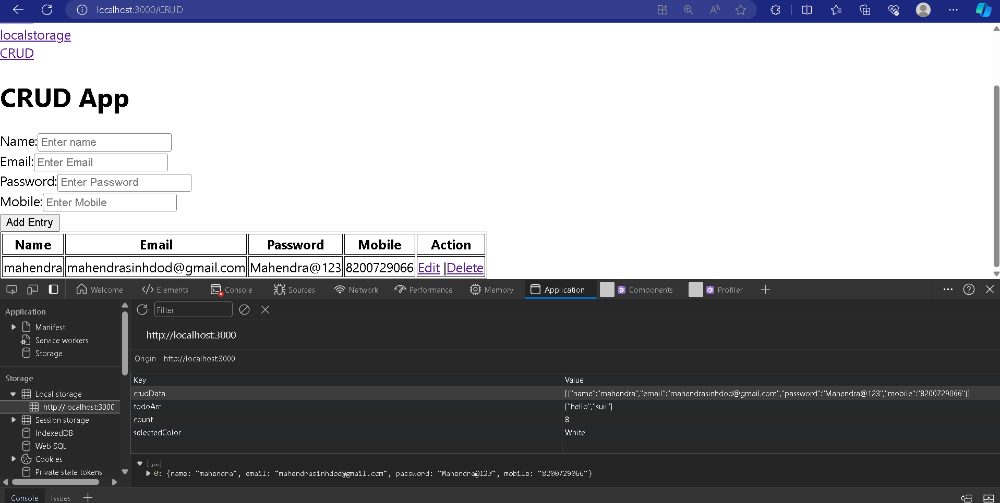 localhost:3000/CRUD
localstorage
CRUD
CRUD App
Name: Enter name
Email: Enter Email
Password: Enter Password
Mobile: Enter Mobile
Add Entry
Name Email Password Mobile Action
mahendra mahendrasinhdod@gmail.com Mahendra@123 8200729066 Edit |Delete
Welcome Elements Console Sources Network Performance Memory Application Components Profiler
Application
Manifest
Service workers
Storage
Storage
Local storage
http://localhost:3000
Session storage
IndexedDB
Web SQL
Cookies
Private state tokens
Filter
http://localhost:3000
Origin http://localhost:3000
Key Value
crudData [{"name":"mahendra","email":"mahendrasinhdod@gmail.com","password":"Mahendra@123","mobile":"8200729066"}]
todoArr ["hello","suii"]
count 8
selectedColor White
[,…]
0: {name: "mahendra", email: "mahendrasinhdod@gmail.com", password: "Mahendra@123", mobile: "8200729066"}
Console Issues